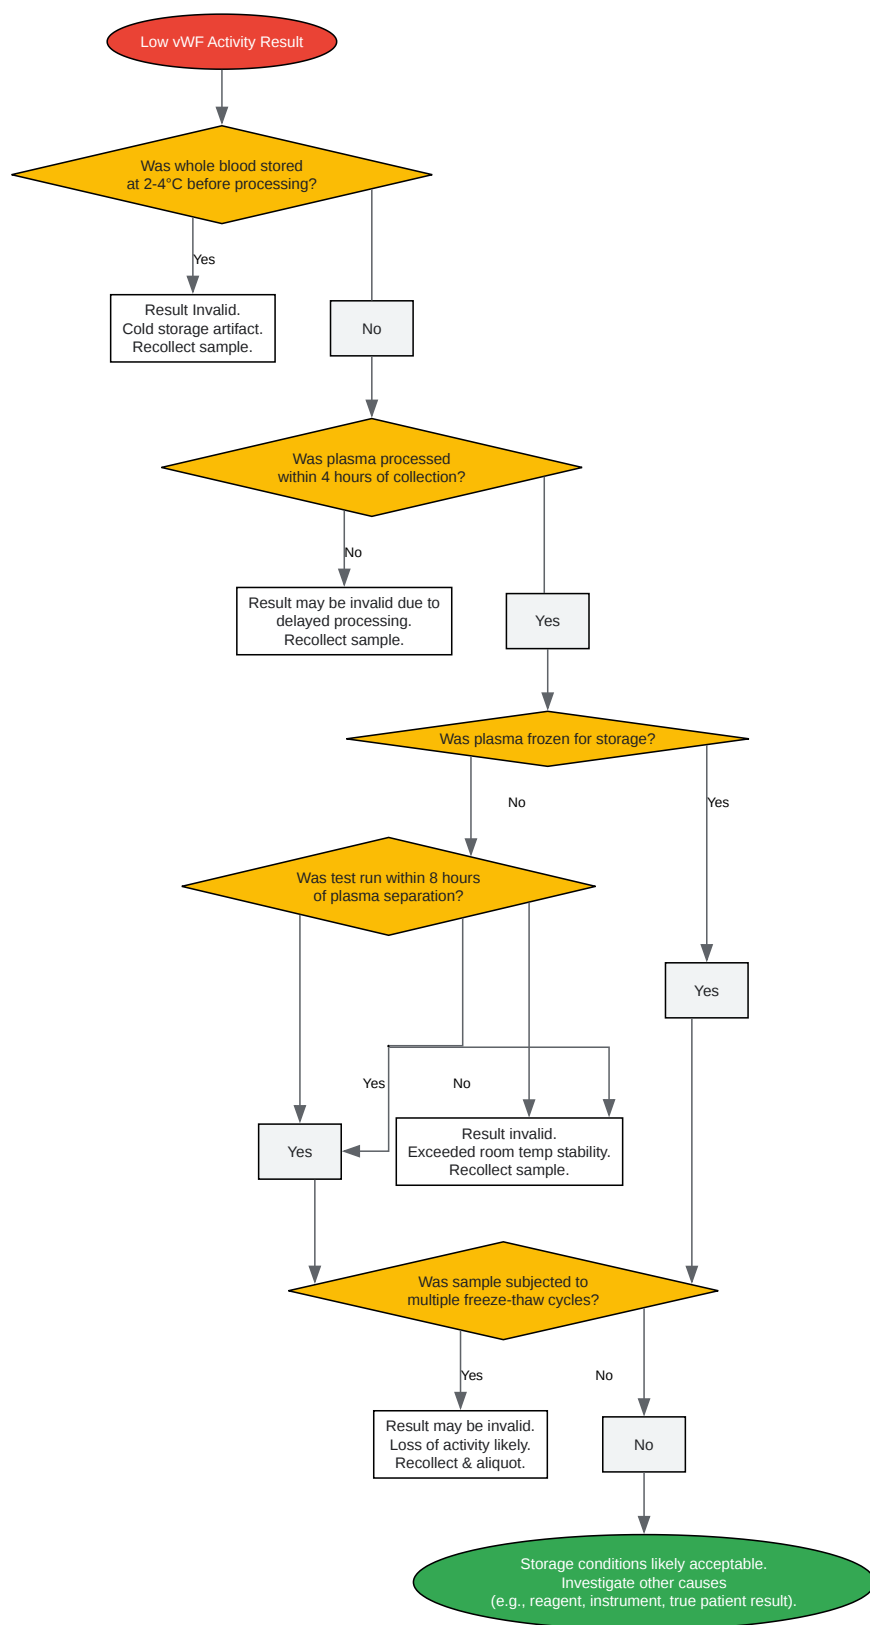 Low vWF Activity Result
Was whole blood stored
at 2-4°C before processing?
Yes
Result Invalid.
Cold storage artifact.
Recollect sample.
No
Was plasma processed
within 4 hours of collection?
No
Result may be invalid due to
delayed processing.
Recollect sample.
Yes
Was plasma frozen for storage?
No
Yes
Was test run within 8 hours
of plasma separation?
Yes
Yes
No
Yes
Result invalid.
Exceeded room temp stability.
Recollect sample.
Was sample subjected to
multiple freeze-thaw cycles?
Yes
No
Result may be invalid.
Loss of activity likely.
Recollect & aliquot.
No
Storage conditions likely acceptable.
Investigate other causes
(e.g., reagent, instrument, true patient result).